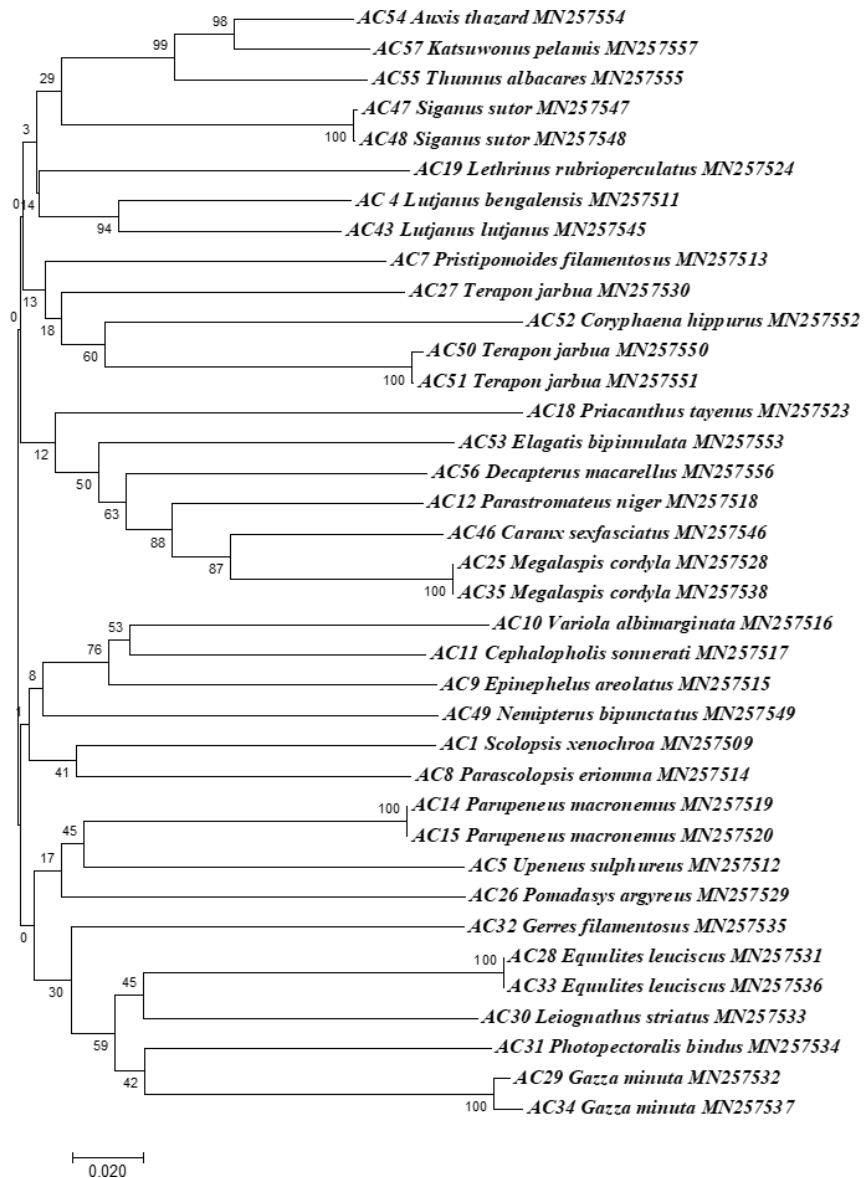 AC54 Auxis thazard MN257554
98
AC57 Katsuwonus pelamis MN257557
99
AC55 Thunnus albacares MN257555
29
AC47 Siganus sutor MN257547
100
AC48 Siganus sutor MN257548
3
AC19 Lethrinus rubrioperculatus MN257524
014
AC 4 Lutjanus bengalensis MN257511
94
AC43 Lutjanus lutjanus MN257545
AC7 Pristipomoides filamentosus MN257513
13
AC27 Terapon jarbua MN257530
0
18
AC52 Coryphaena hippurus MN257552
60
AC50 Terapon jarbua MN257550
100
AC51 Terapon jarbua MN257551
AC18 Priacanthus tayenus MN257523
12
AC53 Elagatis bipinnulata MN257553
50
AC56 Decapterus macarellus MN257556
63
AC12 Parastromateus niger MN257518
88
AC46 Caranx sexfasciatus MN257546
87
AC25 Megalaspis cordyla MN257528
100
AC35 Megalaspis cordyla MN257538
53
AC10 Variola albimarginata MN257516
76
AC11 Cephalopholis sonnerati MN257517
8
AC9 Epinephelus areolatus MN257515
1
AC49 Nemipterus bipunctatus MN257549
AC1 Scolopsis xenochroa MN257509
41
AC8 Parascolopsis eriomma MN257514
100
AC14 Parupeneus macronemus MN257519
45
AC15 Parupeneus macronemus MN257520
17
AC5 Upeneus sulphureus MN257512
AC26 Pomadasys argyreus MN257529
0
AC32 Gerres filamentosus MN257535
100
AC28 Equulites leuciscus MN257531
30
45
AC33 Equulites leuciscus MN257536
AC30 Leiognathus striatus MN257533
59
AC31 Photopectoralis bindus MN257534
42
AC29 Gazza minuta MN257532
100
AC34 Gazza minuta MN257537
0.020